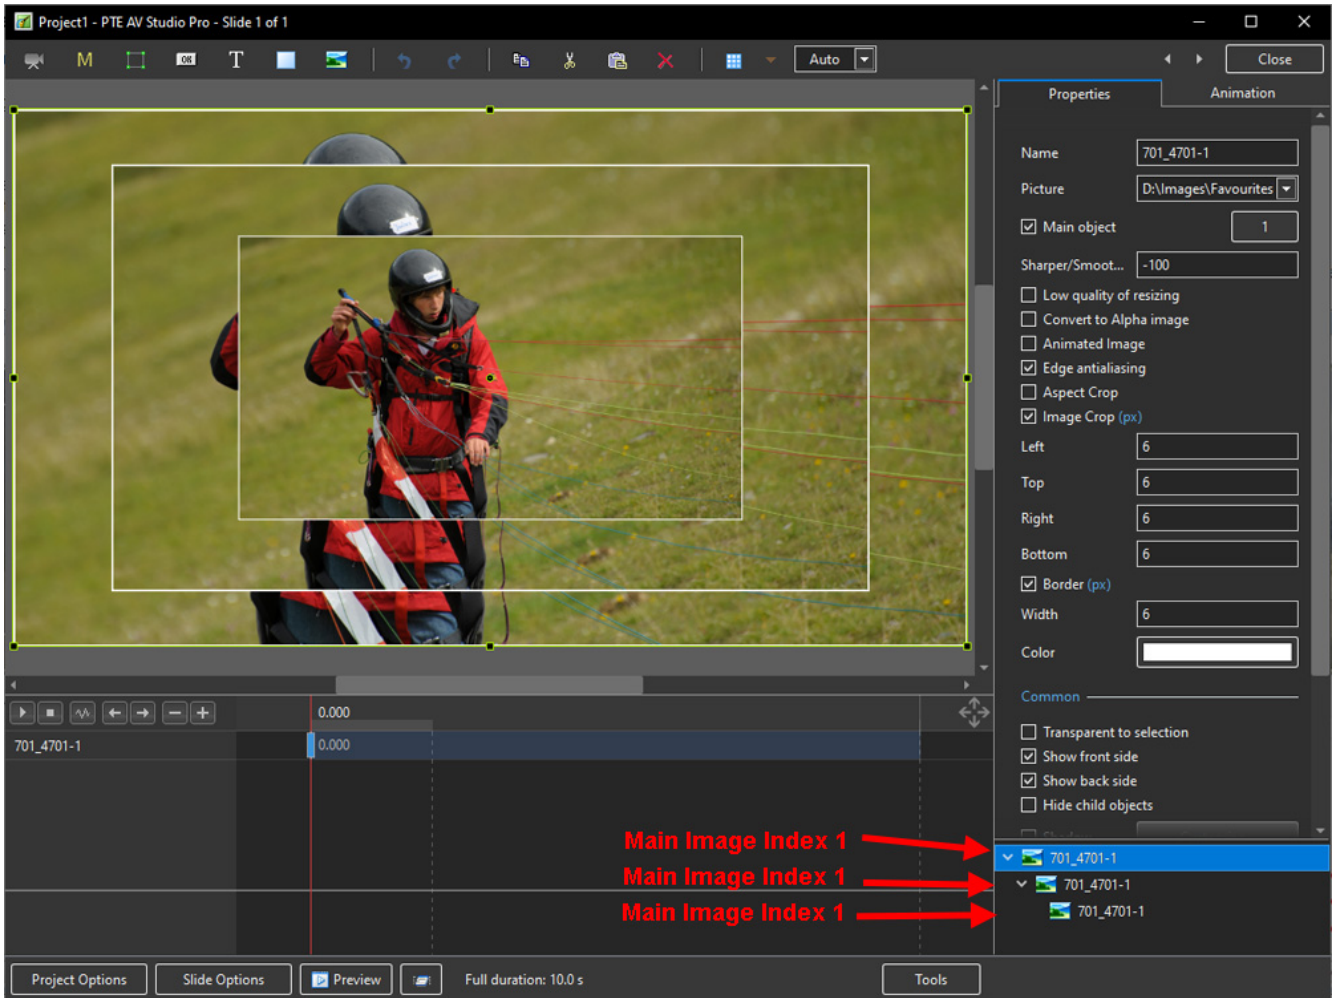 Project1 - PTE AV Studio Pro - Slide 1 of 1
M OK T Auto Close
Properties Animation
Name 701_4701-1
Picture D:\Images\Favourites
Main object 1
Sharper/Smoot... -100
Low quality of resizing
Convert to Alpha image
Animated Image
Edge antialiasing
Aspect Crop
Image Crop (px)
Left 6
Top 6
Right 6
Bottom 6
Border (px)
Width 6
Color
Common
Transparent to selection
Show front side
Show back side
Hide child objects
0.000
701_4701-1 0.000
Main Image Index 1 701_4701-1
Main Image Index 1 701_4701-1
Main Image Index 1 701_4701-1
Project Options Slide Options Preview Full duration: 10.0 s Tools